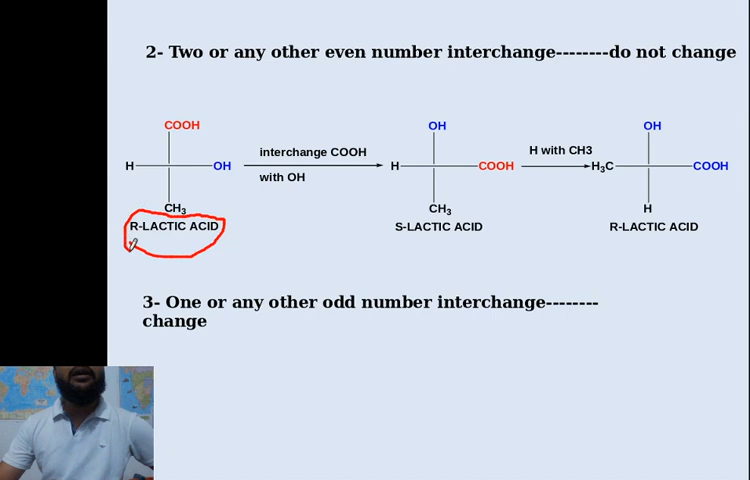 2- Two or any other even number interchange--------do not change
COOH
H
OH
CH3
R-LACTIC ACID
interchange COOH
with OH
OH
H
COOH
CH3
S-LACTIC ACID
H with CH3
OH
H3C
COOH
H
R-LACTIC ACID
3- One or any other odd number interchange--------
change